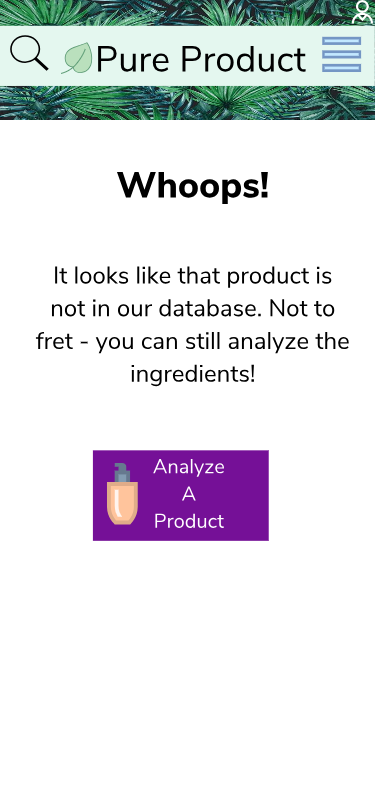 Pure Product
Whoops!
It looks like that product is
not in our database. Not to
fret - you can still analyze the
ingredients!
Analyze
A
Product